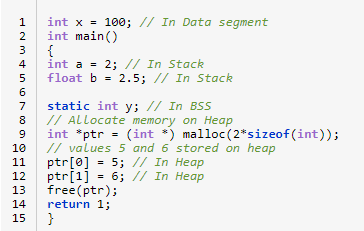 1 int x = 100; // In Data segment
2 int main()
3 {
4 int a = 2; // In Stack
5 float b = 2.5; // In Stack
6
7 static int y; // In BSS
8 // Allocate memory on Heap
9 int *ptr = (int *) malloc(2*sizeof(int));
10 // values 5 and 6 stored on heap
11 ptr[0] = 5; // In Heap
12 ptr[1] = 6; // In Heap
13 free(ptr);
14 return 1;
15 }